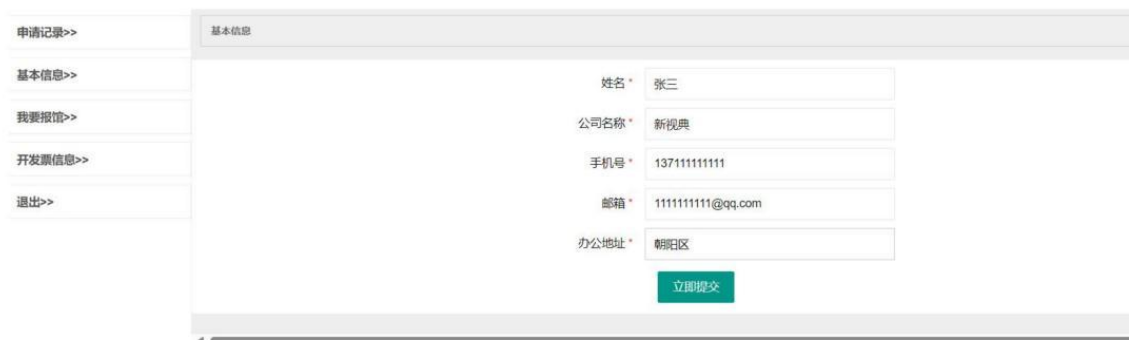 申请记录>>
基本信息>>
我要报馆>>
开发票信息>>
退出>>
基本信息
姓名 * 张三
公司名称 * 新视典
手机号 * 137111111111
邮箱 * 1111111111@qq.com
办公地址 * 朝阳区
立即提交